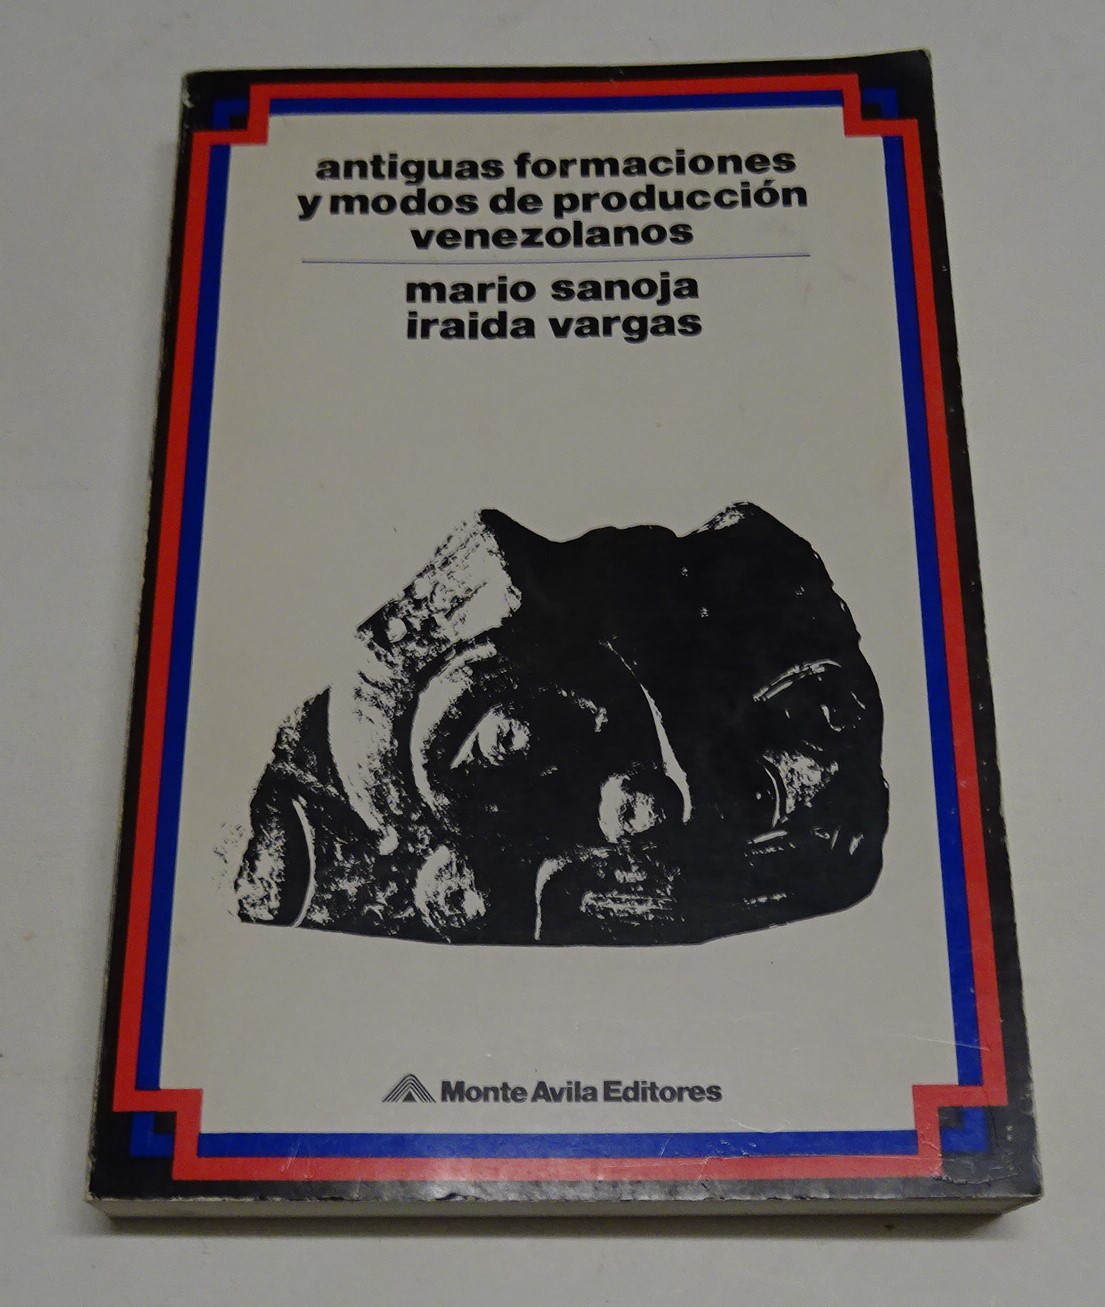 antiguas formaciones
y modos de producción
venezolanos
mario sanoja
iraida vargas
Monte Avila Editores